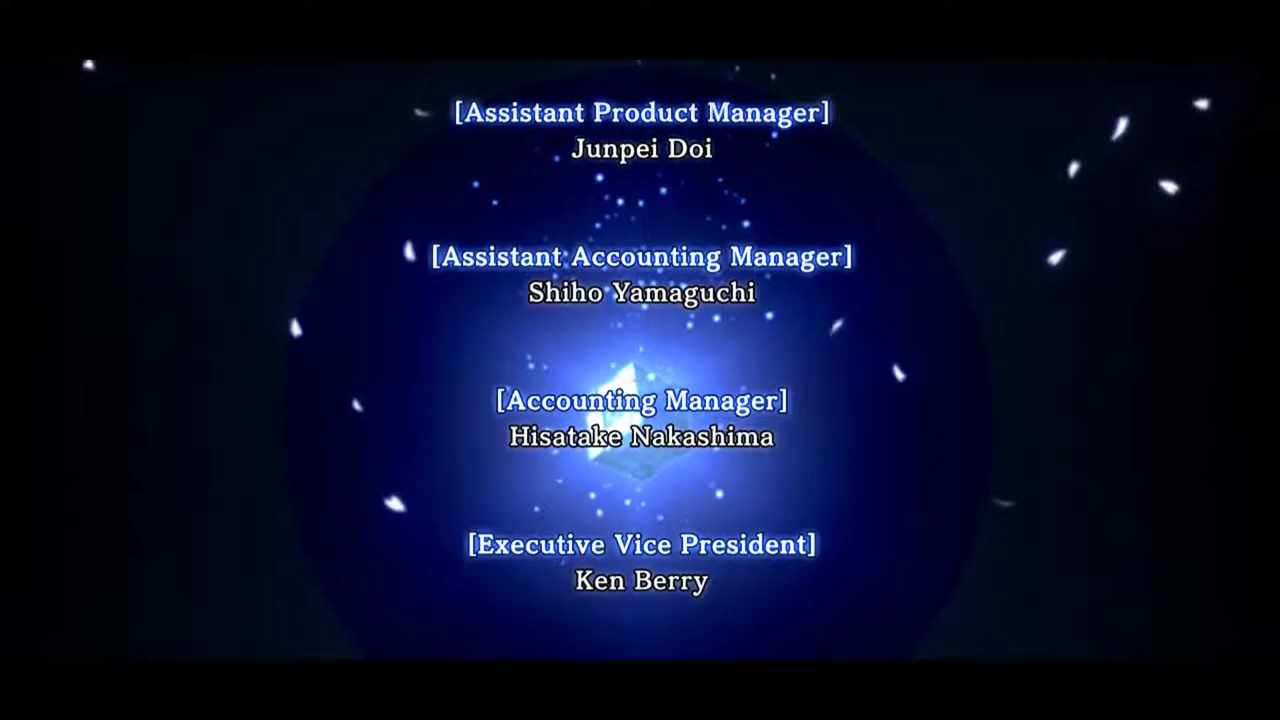 [Assistant Product Manager]
Junpei Doi
[Assistant Accounting Manager]
Shiho Yamaguchi
[Accounting Manager]
Hisatake Nakashima
[Executive Vice President]
Ken Berry